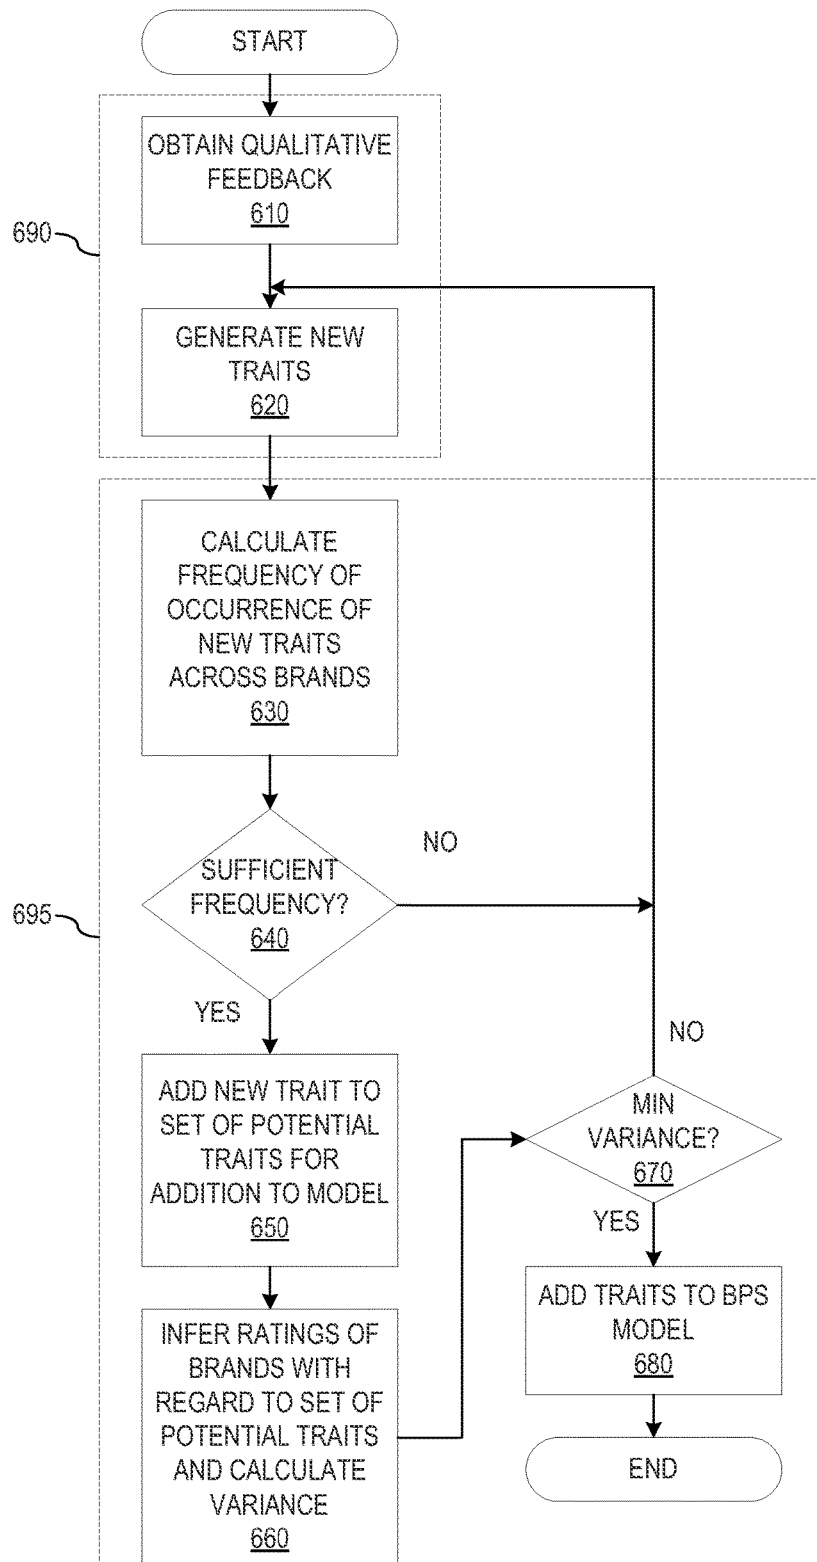 START
OBTAIN QUALITATIVE
FEEDBACK
610
690
GENERATE NEW
TRAITS
620
CALCULATE
FREQUENCY OF
OCCURRENCE OF
NEW TRAITS
ACROSS BRANDS
630
NO
SUFFICIENT
FREQUENCY?
640
695
YES
ADD NEW TRAIT TO
SET OF POTENTIAL
TRAITS FOR
ADDITION TO MODEL
650
INFER RATINGS OF
BRANDS WITH
REGARD TO SET OF
POTENTIAL TRAITS
AND CALCULATE
VARIANCE
660
NO
MIN
VARIANCE?
670
YES
ADD TRAITS TO BPS
MODEL
680
END